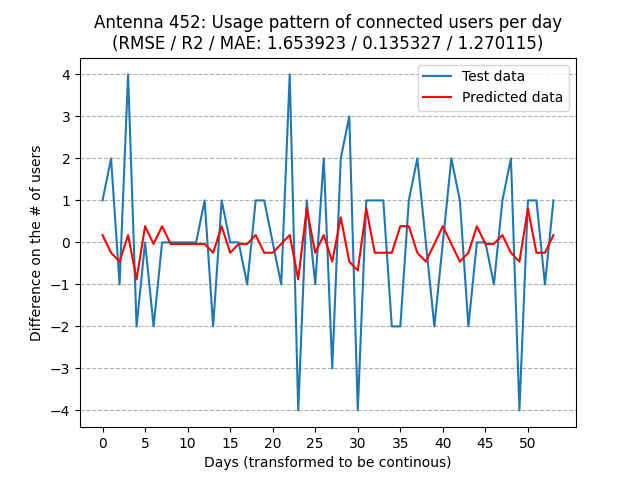 Antenna 452: Usage pattern of connected users per day
(RMSE / R2 / MAE: 1.653923 / 0.135327 / 1.270115)
Test data
Predicted data
Difference on the # of users
4
3
2
1
0
−1
−2
−3
−4
0 5 10 15 20 25 30 35 40 45 50
Days (transformed to be continous)